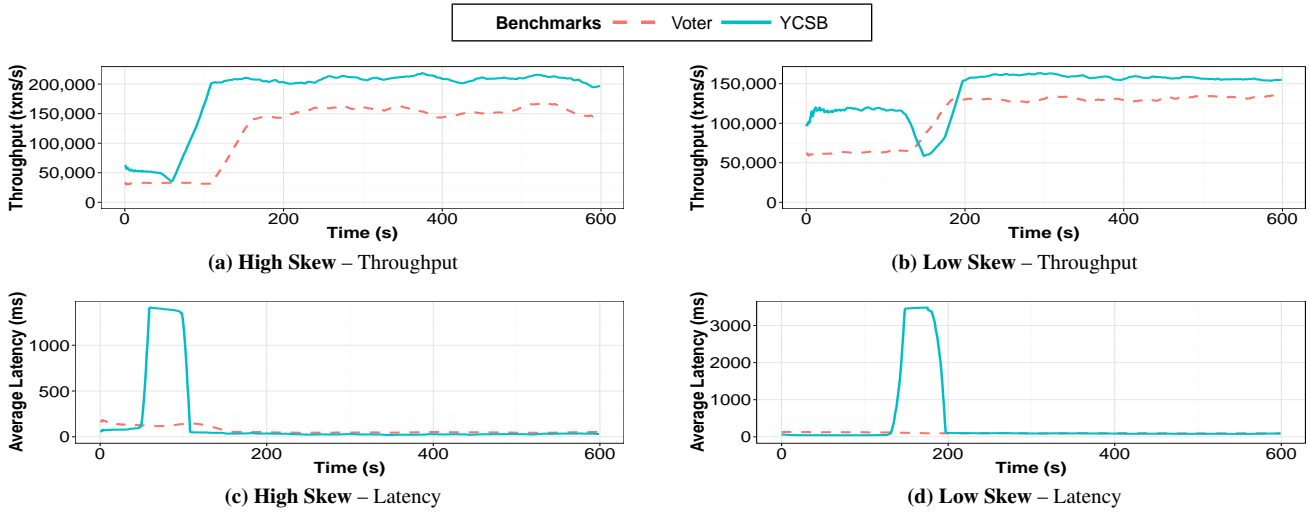 Benchmarks Voter YCSB
Throughput (txns/s)
200,000
150,000
100,000
50,000
0
0 200 400 600
Time (s)
(a) High Skew – Throughput
Throughput (txns/s)
150,000
100,000
50,000
0
0 200 400 600
Time (s)
(b) Low Skew – Throughput
Average Latency (ms)
1000
500
0
0 200 400 600
Time (s)
(c) High Skew – Latency
Average Latency (ms)
3000
2000
1000
0
0 200 400 600
Time (s)
(d) Low Skew – Latency